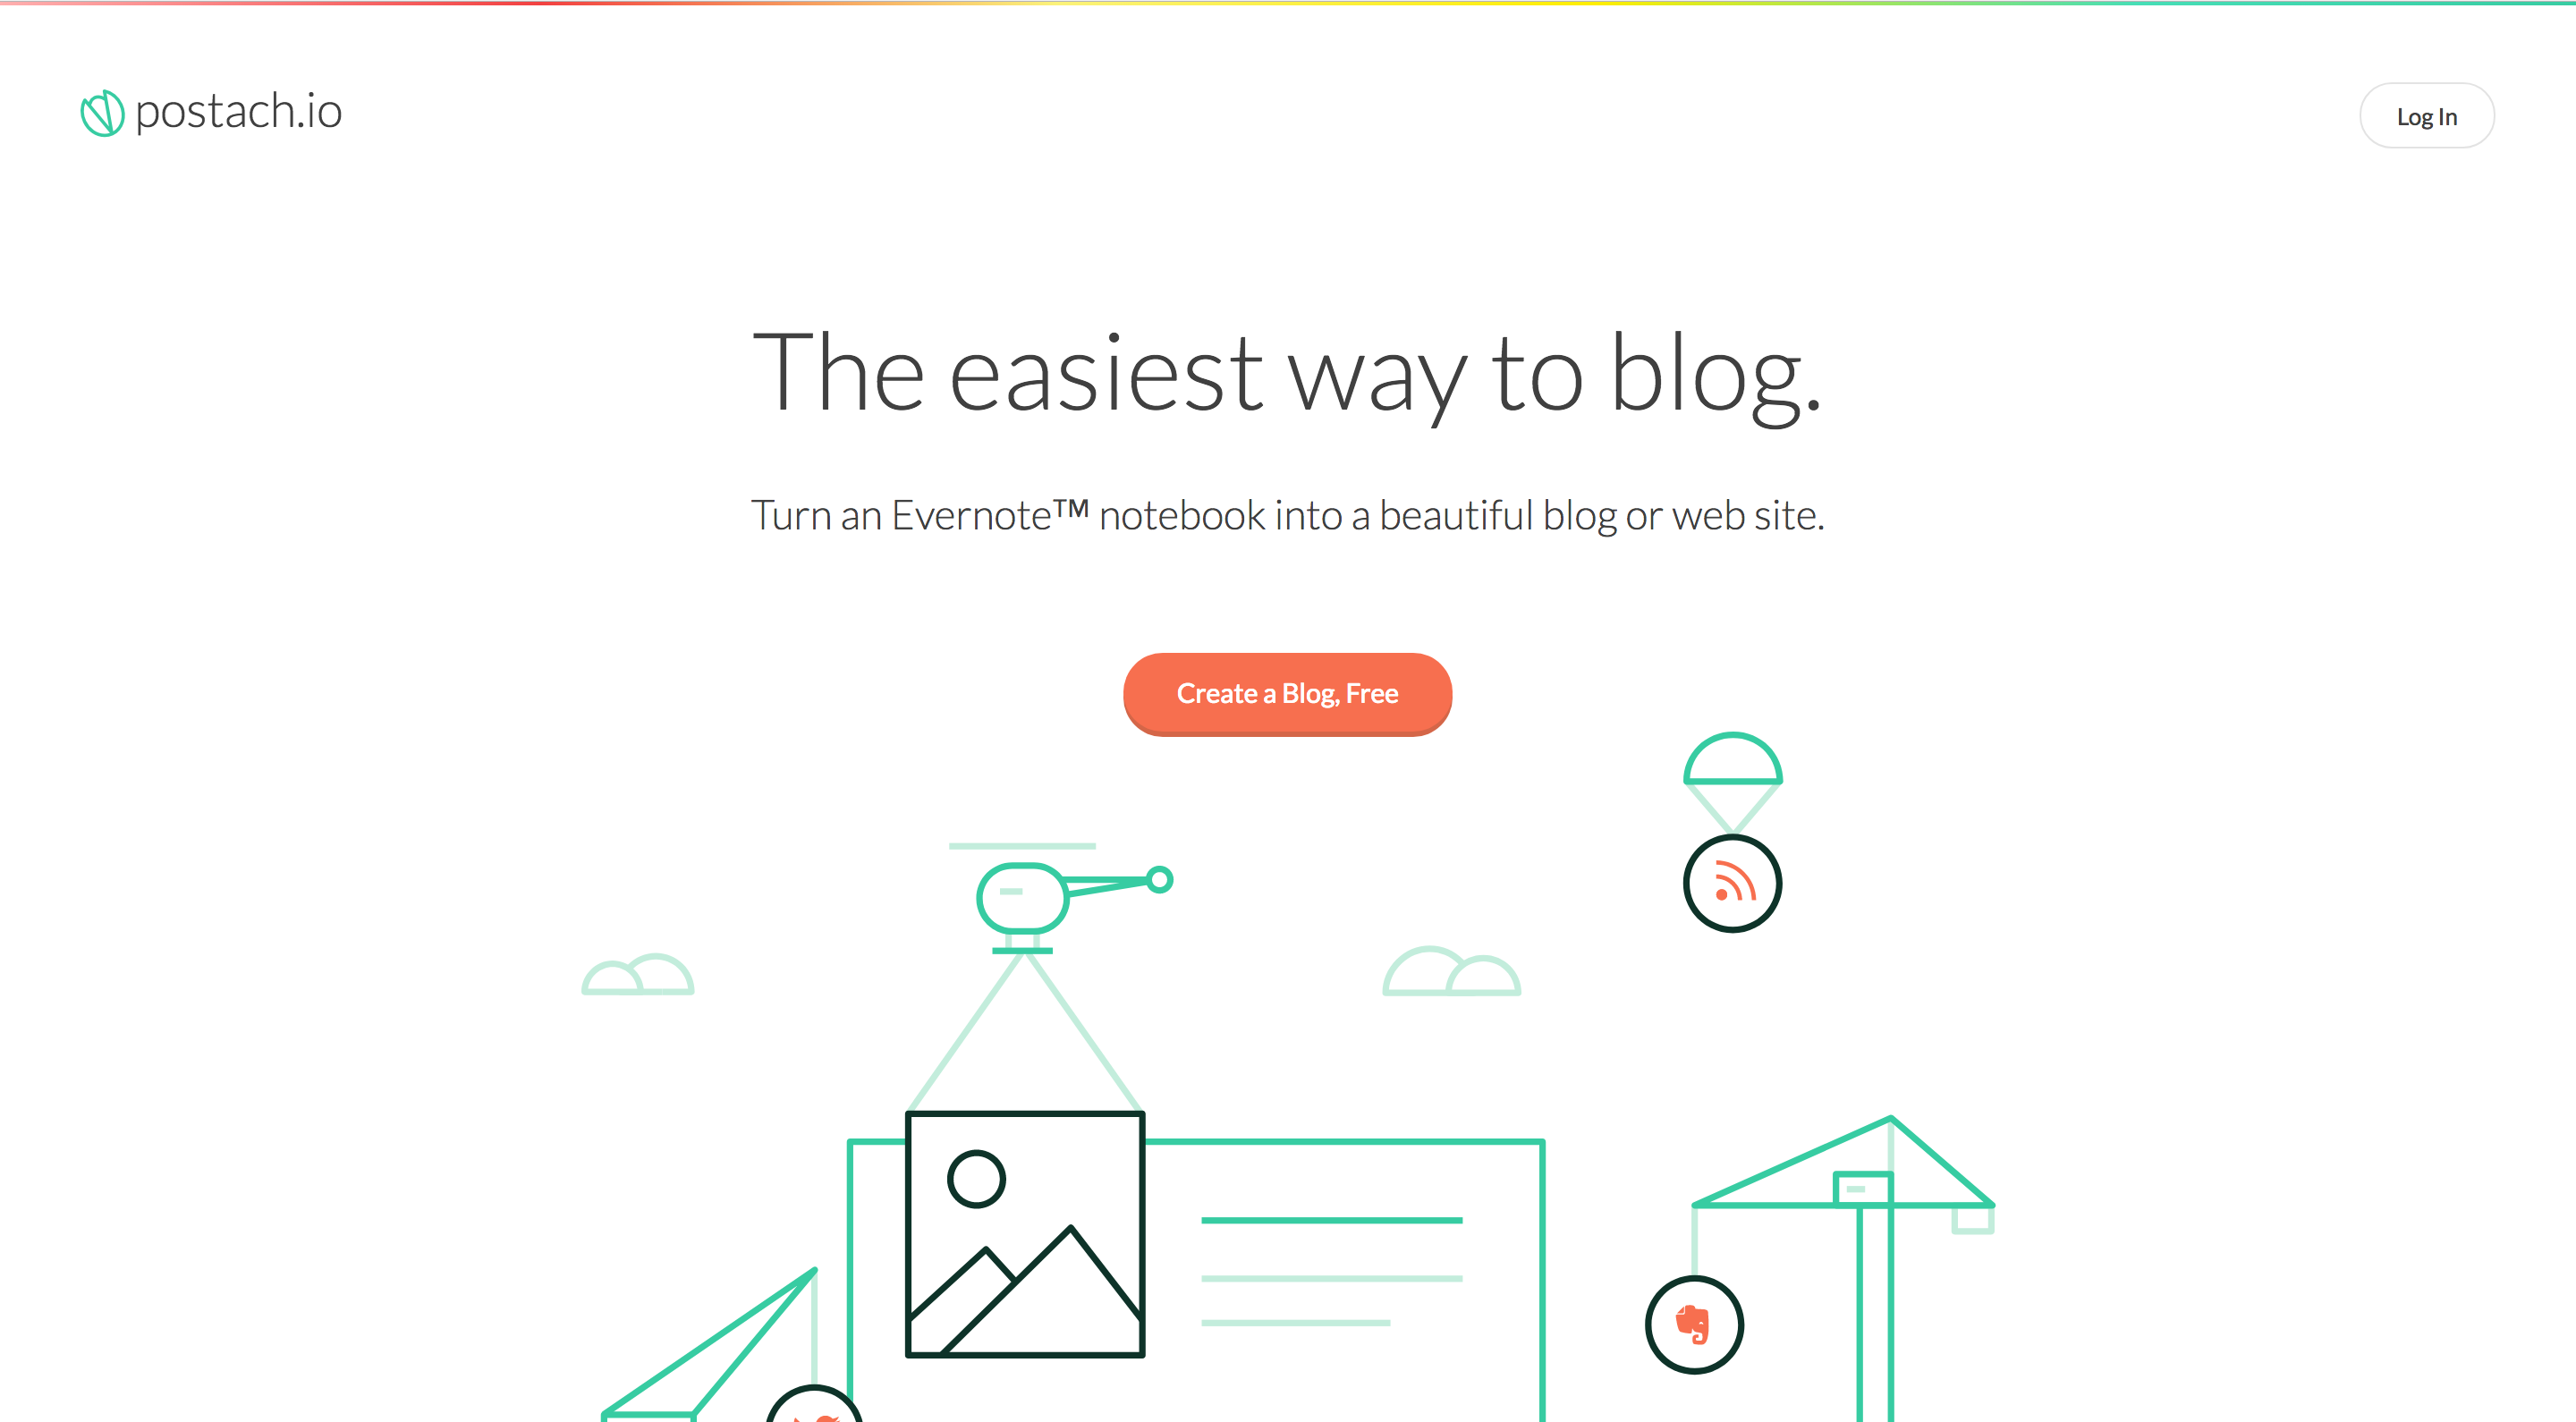 postach.io
Log In
The easiest way to blog.
Turn an Evernote™ notebook into a beautiful blog or web site.
Create a Blog, Free